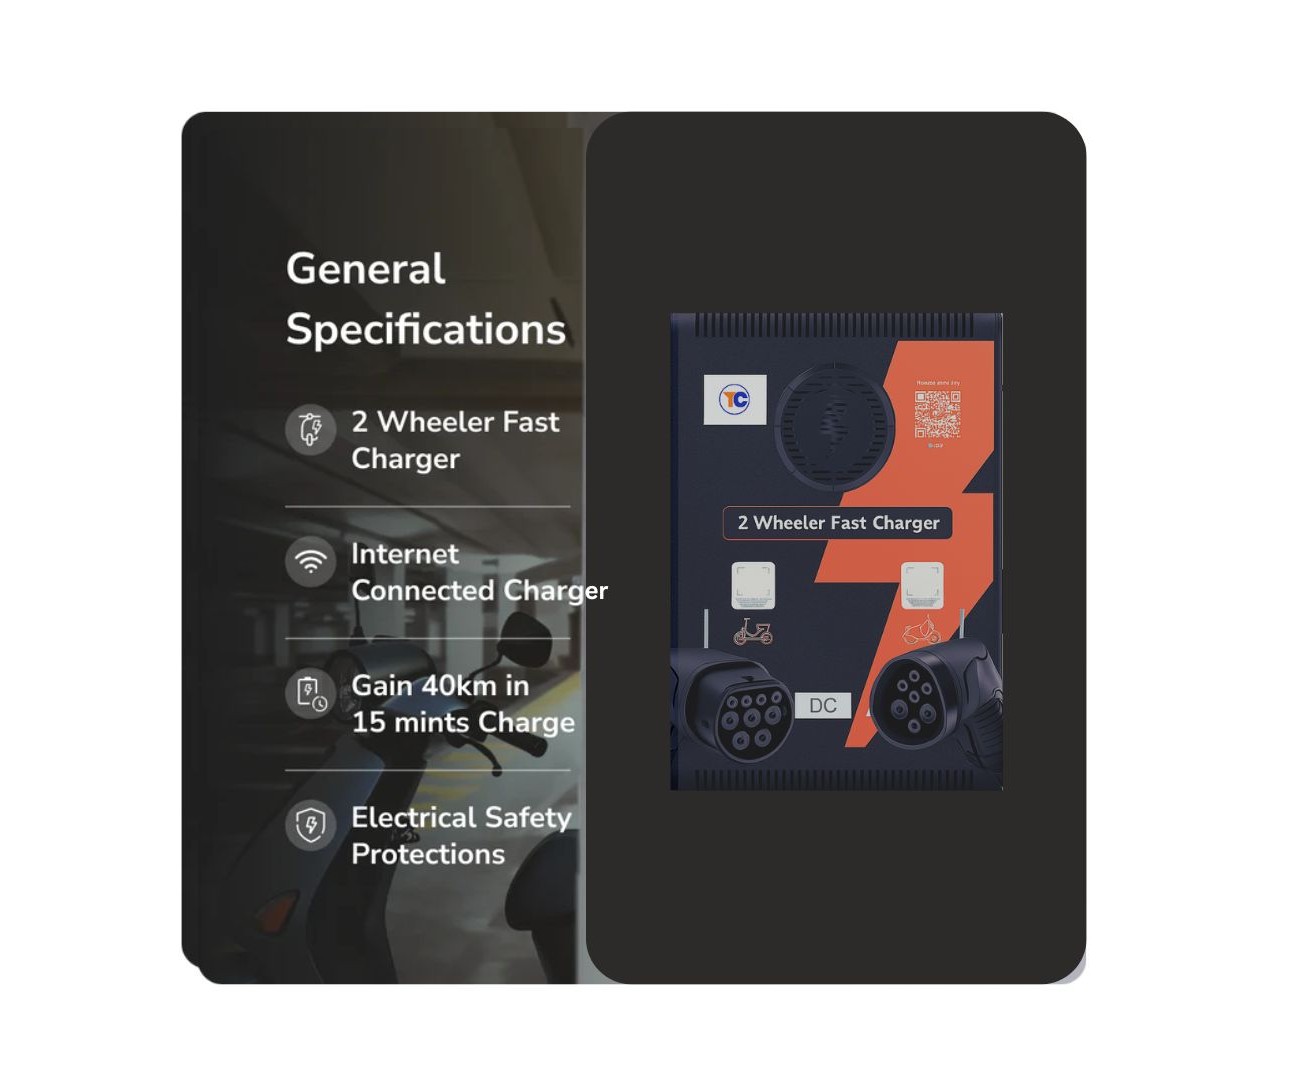 General
Specifications
2 Wheeler Fast
Charger
Internet
Connected Charger
Gain 40km in
15 mints Charge
Electrical Safety
Protections
TC
2 Wheeler Fast Charger
DC